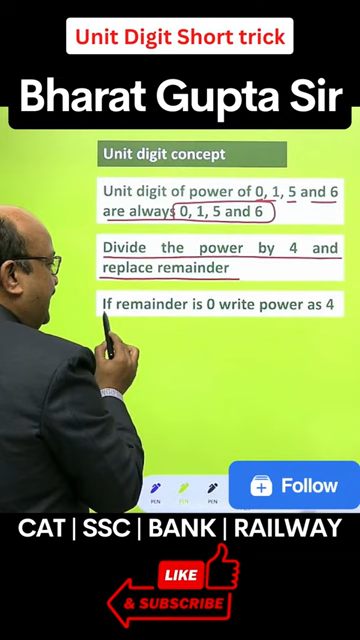 Unit Digit Short trick
Bharat Gupta Sir
Unit digit concept
Unit digit of power of 0, 1, 5 and 6
are always 0, 1, 5 and 6
Divide the power by 4 and
replace remainder
If remainder is 0 write power as 4
PEN PEN PEN
Follow
CAT | SSC | BANK | RAILWAY
LIKE
& SUBSCRIBE